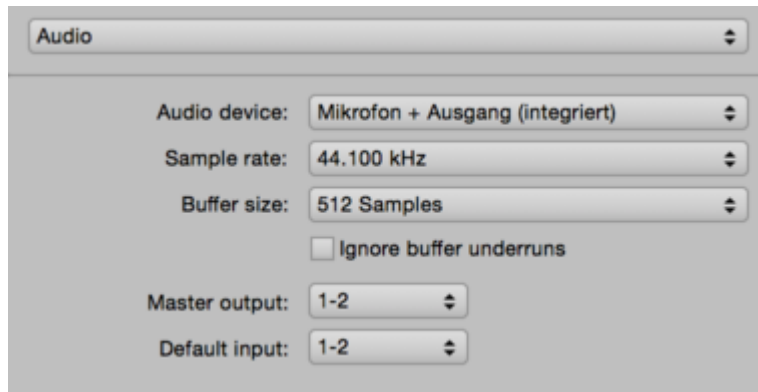 Audio
Audio device: Mikrofon + Ausgang (integriert)
Sample rate: 44.100 kHz
Buffer size: 512 Samples
Ignore buffer underruns
Master output: 1-2
Default input: 1-2